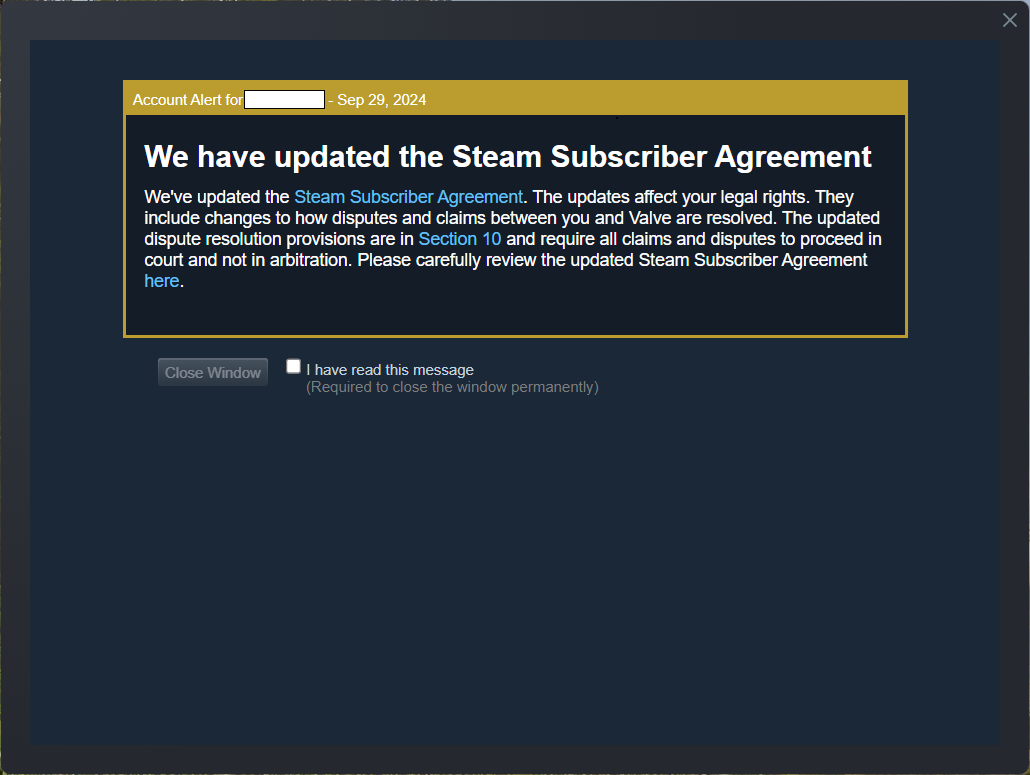 Account Alert for - Sep 29, 2024
We have updated the Steam Subscriber Agreement
We've updated the Steam Subscriber Agreement. The updates affect your legal rights. They
include changes to how disputes and claims between you and Valve are resolved. The updated
dispute resolution provisions are in Section 10 and require all claims and disputes to proceed in
court and not in arbitration. Please carefully review the updated Steam Subscriber Agreement
here.
Close Window
I have read this message
(Required to close the window permanently)